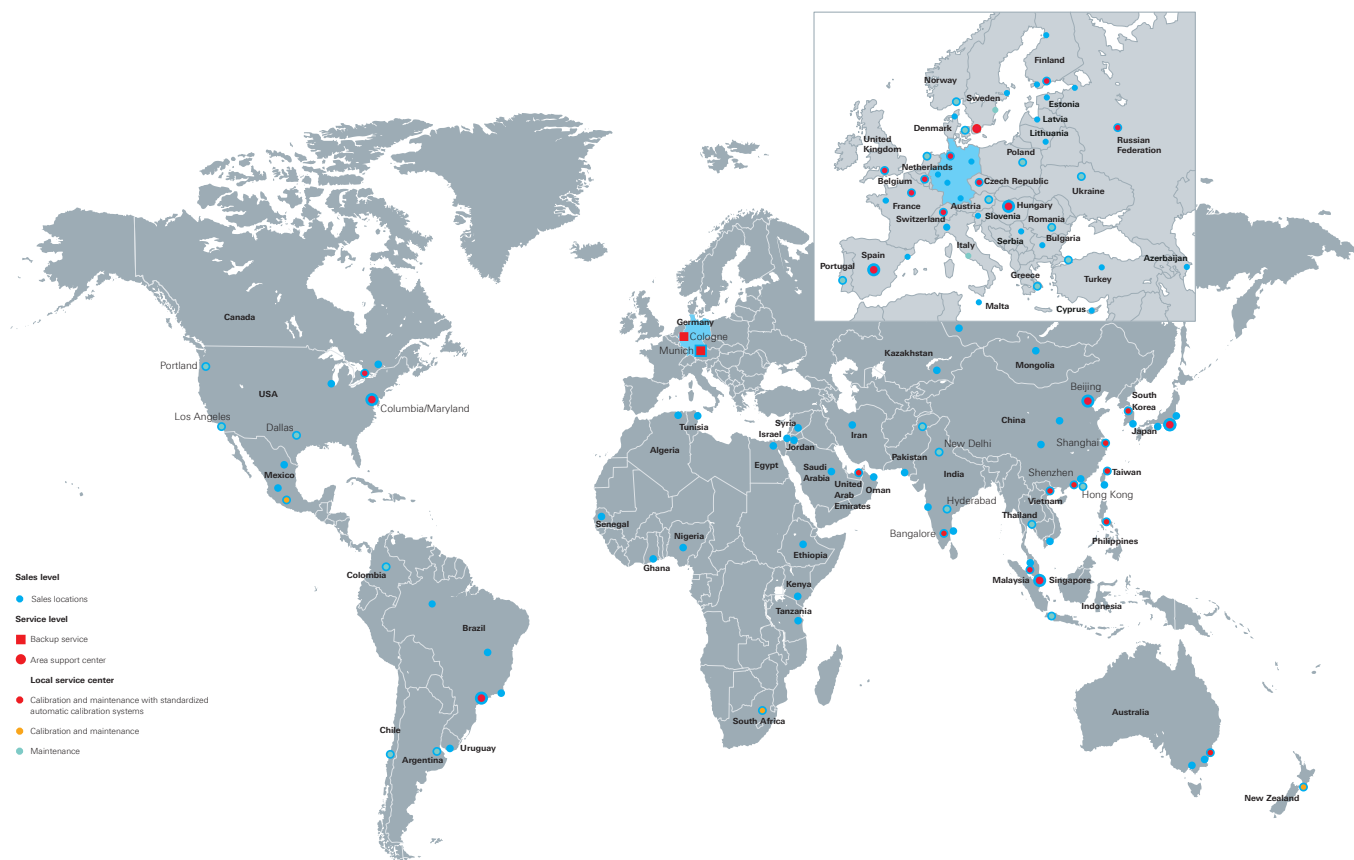 Finland
Norway
Sweden
Estonia
Latvia
Denmark
Lithuania
United
Kingdom
Russian
Federation
Poland
Netherlands
Belgium
Czech Republic
Ukraine
France
Austria
Hungary
Switzerland
Slovenia
Romania
Serbia
Bulgaria
Italy
Spain
Azerbaijan
Portugal
Greece
Turkey
Malta
Cyprus
Canada
Germany
Cologne
Munich
Kazakhstan
Mongolia
Portland
Beijing
South
Korea
USA
Columbia/Maryland
Los Angeles
Dallas
Tunisia
Syria
Israel
Jordan
Iran
China
Japan
Shanghai
New Delhi
Algeria
Egypt
Pakistan
Saudi
Arabia
United
Arab
Emirates
Oman
India
Shenzhen
Taiwan
Mexico
Hong Kong
Vietnam
Hyderabad
Thailand
Senegal
Nigeria
Bangalore
Philippines
Ghana
Ethiopia
Colombia
Kenya
Malaysia
Singapore
Tanzania
Indonesia
Brazil
South Africa
Australia
Chile
Uruguay
Argentina
New Zealand
Sales level
Sales locations
Service level
Backup service
Area support center
Local service center
Calibration and maintenance with standardized
automatic calibration systems
Calibration and maintenance
Maintenance